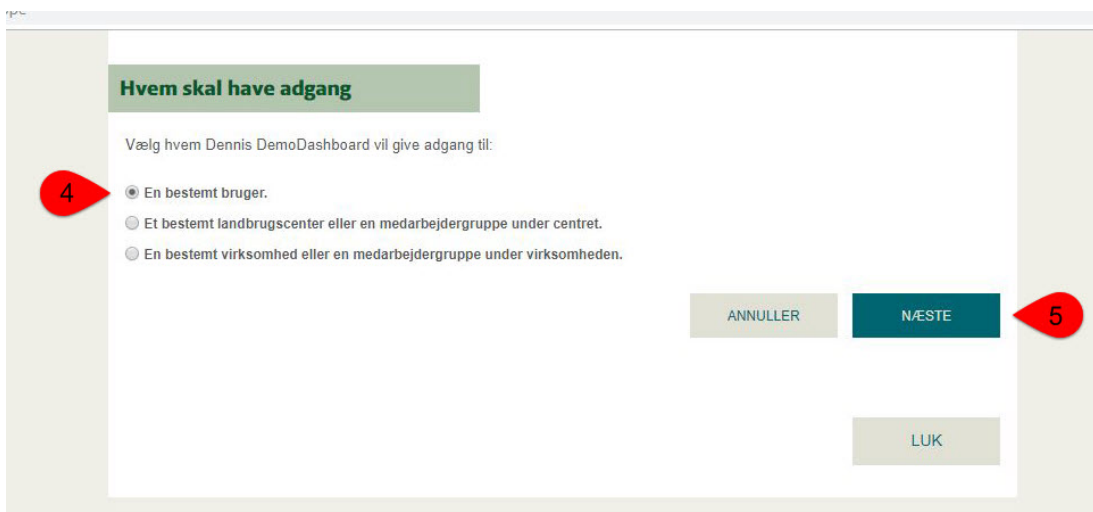 Hvem skal have adgang
Vælg hvem Dennis DemoDashboard vil give adgang til:
4
En bestemt bruger.
Et bestemt landbrugscenter eller en medarbejdergruppe under centret.
En bestemt virksomhed eller en medarbejdergruppe under virksomheden.
ANNULLER
NÆSTE
5
LUK